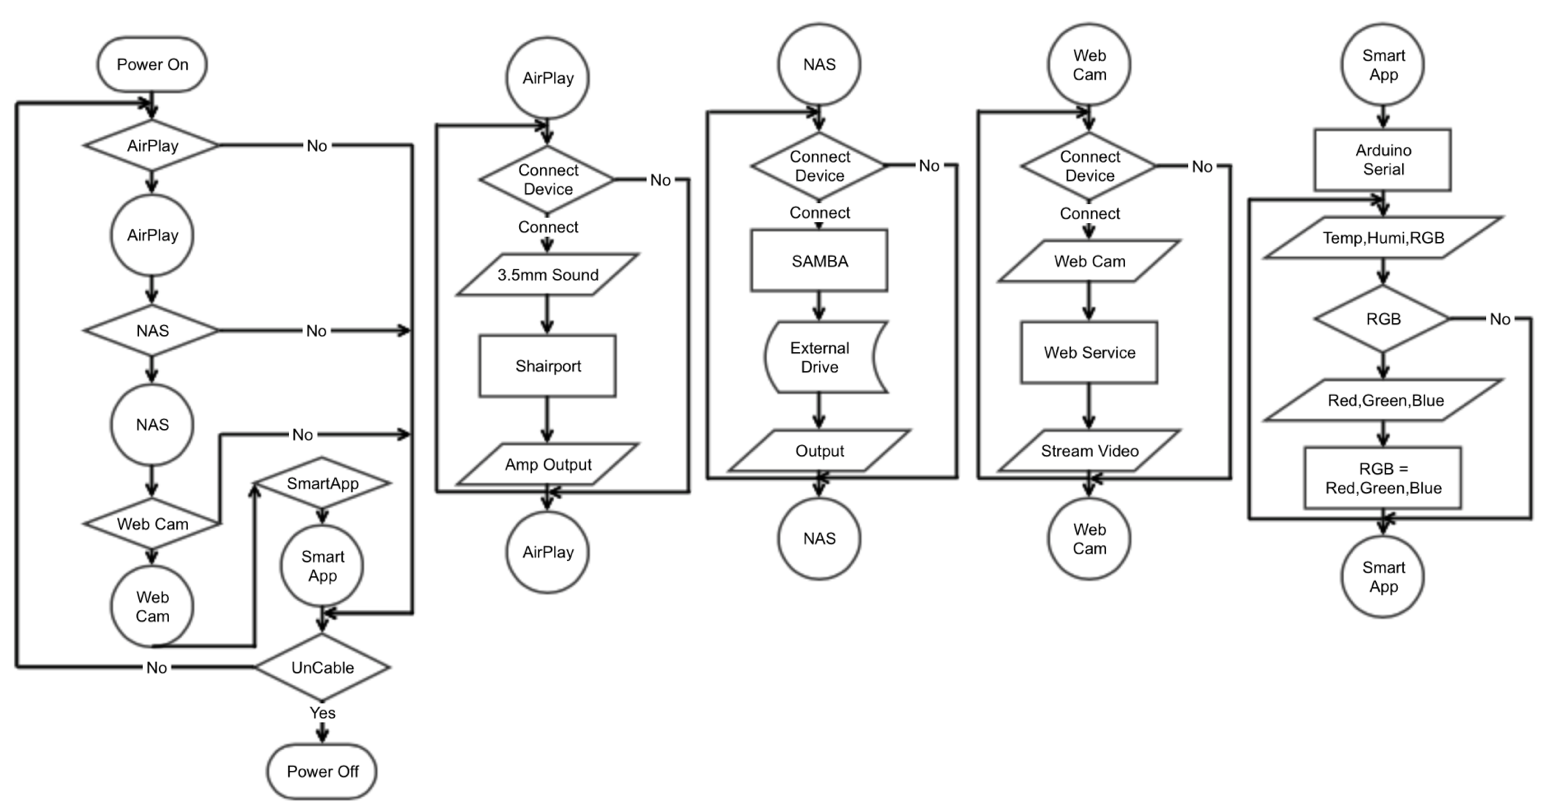 Power On
AirPlay
No
AirPlay
NAS
No
NAS
No
Web Cam
SmartApp
Web
Cam
Smart
App
No
UnCable
Yes
Power Off
AirPlay
Connect
Device
No
Connect
3.5mm Sound
Shairport
Amp Output
AirPlay
NAS
Connect
Device
No
Connect
SAMBA
External
Drive
Output
NAS
Web
Cam
Connect
Device
No
Connect
Web Cam
Web Service
Stream Video
Web
Cam
Smart
App
Arduino
Serial
Temp,Humi,RGB
RGB
No
Red,Green,Blue
RGB =
Red,Green,Blue
Smart
App